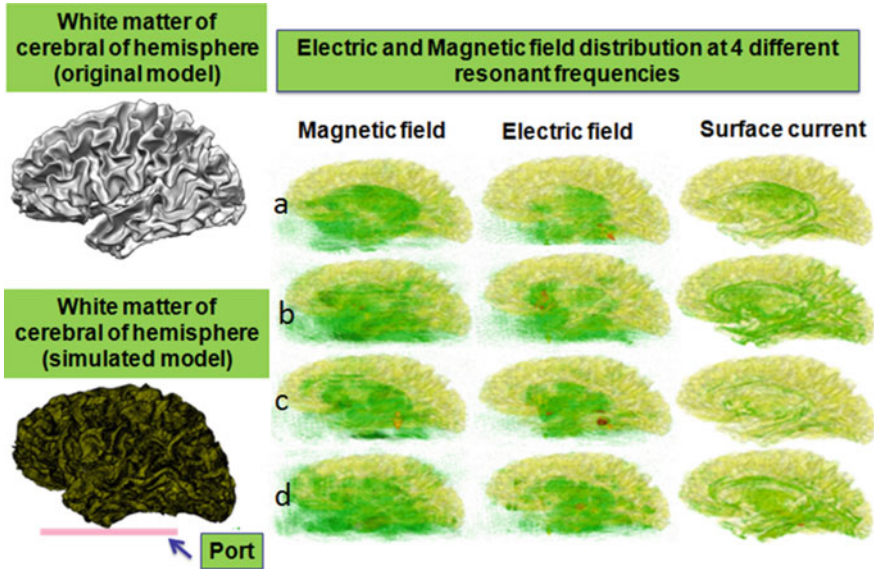 White matter of
cerebral of hemisphere
(original model)
Electric and Magnetic field distribution at 4 different
resonant frequencies
Magnetic field
Electric field
Surface current
a
b
c
d
White matter of
cerebral of hemisphere
(simulated model)
Port